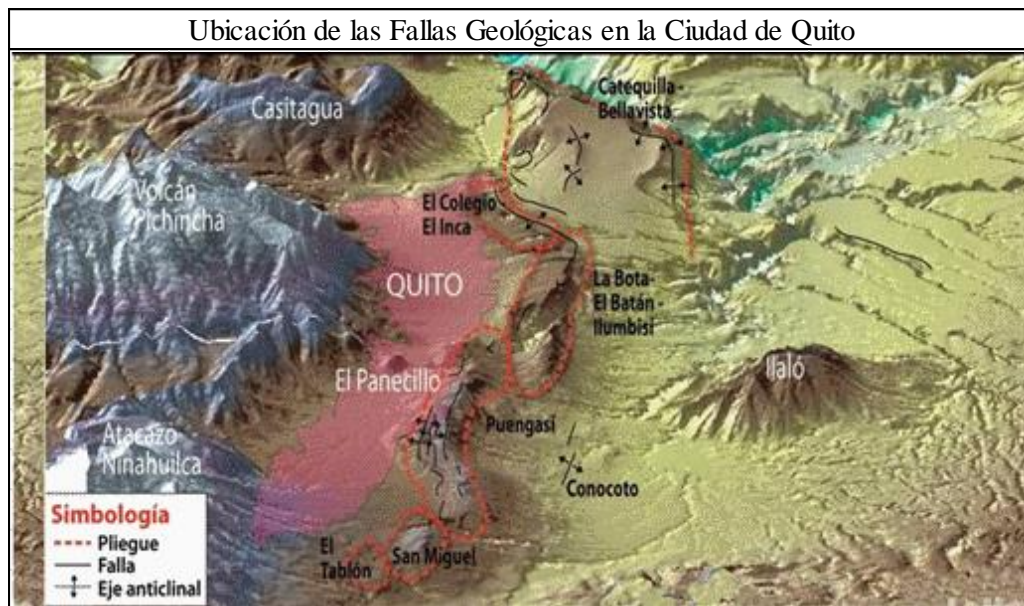 Ubicación de las Fallas Geológicas en la Ciudad de Quito
Casitagua
Catequilla -
Bellavista
Volcán
Pichincha
El Colegio
El Inca
QUITO
La Bota-
El Batán -
Ilumbisi
El Panecillo
Ilaló
Puengasí
Atacazo
Ninahuilca
Conocoto
Simbología
Pliegue
Falla
Eje anticlinal
El
Tablón
San Miguel